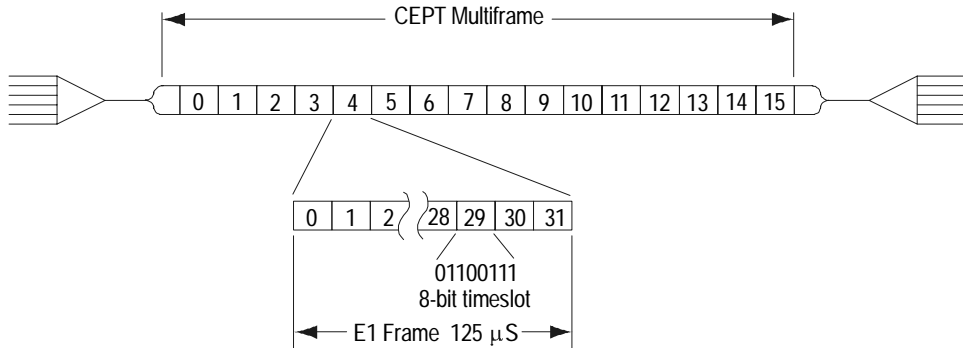 CEPT Multiframe
0 1 2 3 4 5 6 7 8 9 10 11 12 13 14 15
0 1 2 28 29 30 31
01100111
8-bit timeslot
E1 Frame 125 μS